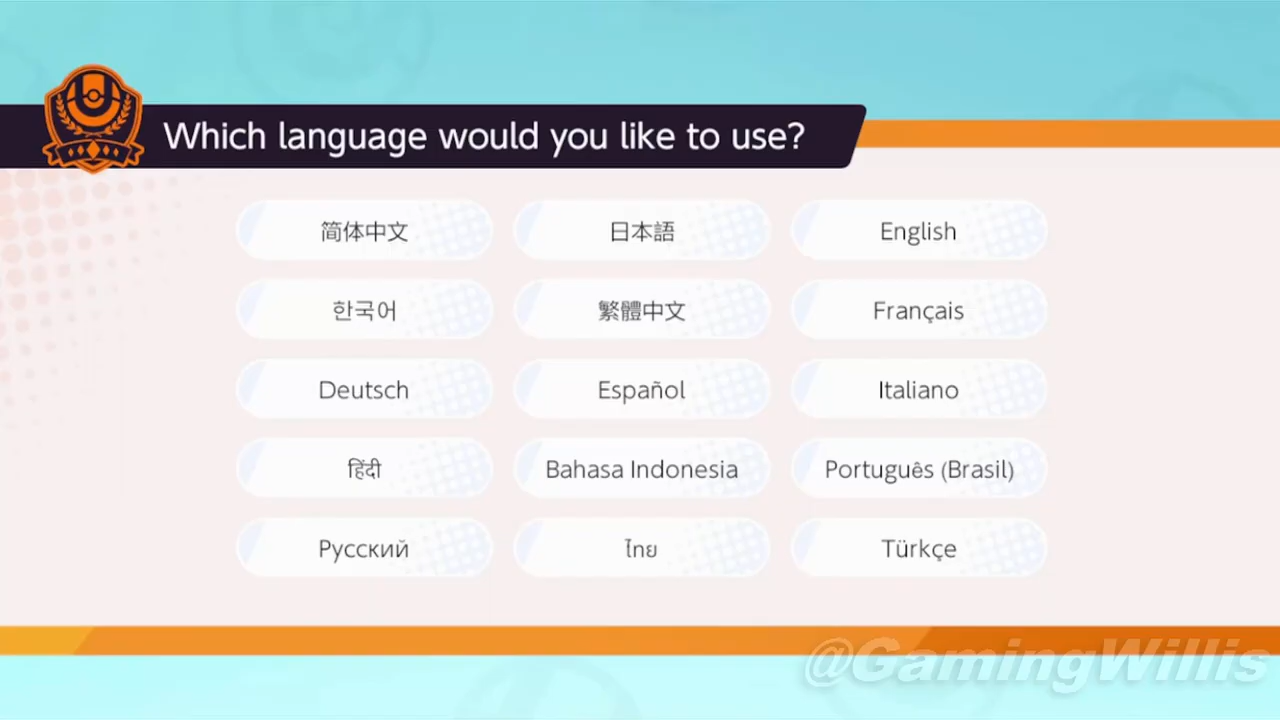 Which language would you like to use?
简体中文
日本語
English
한국어
繁體中文
Français
Deutsch
Español
Italiano
हिंदी
Bahasa Indonesia
Português (Brasil)
Русский
ไทย
Türkçe
@GamingWillis